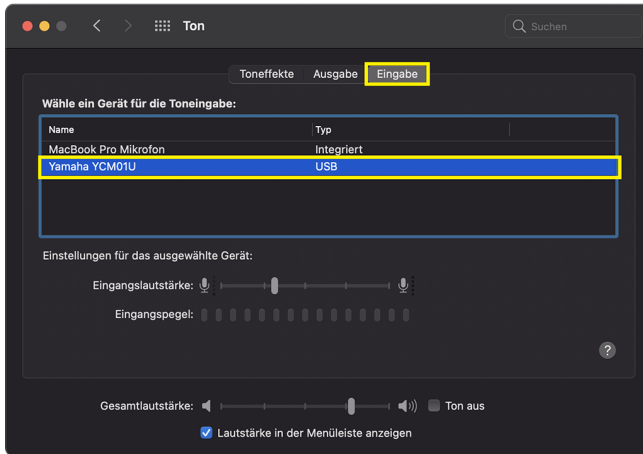 Ton
Suchen
Toneffekte Ausgabe Eingabe
Wähle ein Gerät für die Toneingabe:
Name Typ
MacBook Pro Mikrofon Integriert
Yamaha YCM01U USB
Einstellungen für das ausgewählte Gerät:
Eingangslautstärke:
Eingangspegel:
?
Gesamtlautstärke: Ton aus
Lautstärke in der Menüleiste anzeigen